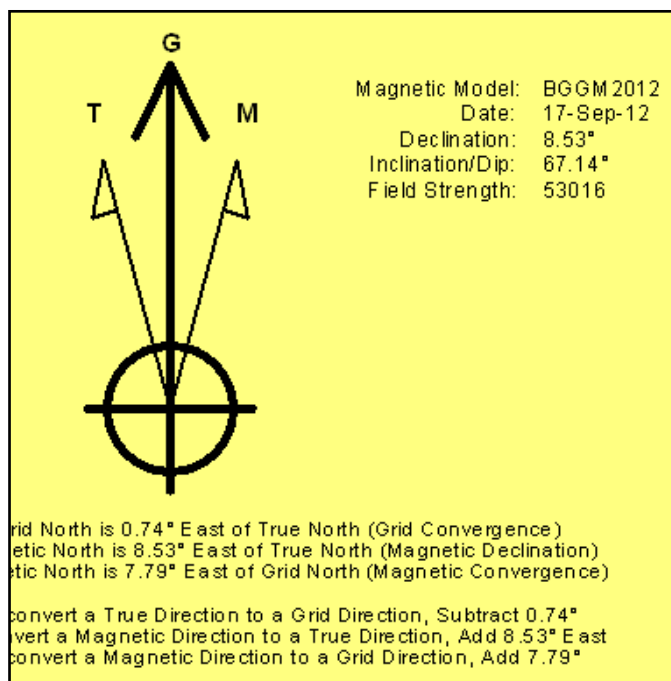 G
T M
Magnetic Model: BGGM2012
Date: 17-Sep-12
Declination: 8.53°
Inclination/Dip: 67.14°
Field Strength: 53016
rid North is 0.74° East of True North (Grid Convergence)
etic North is 8.53° East of True North (Magnetic Declination)
etic North is 7.79° East of Grid North (Magnetic Convergence)
convert a True Direction to a Grid Direction, Subtract 0.74°
vert a Magnetic Direction to a True Direction, Add 8.53° East
convert a Magnetic Direction to a Grid Direction, Add 7.79°